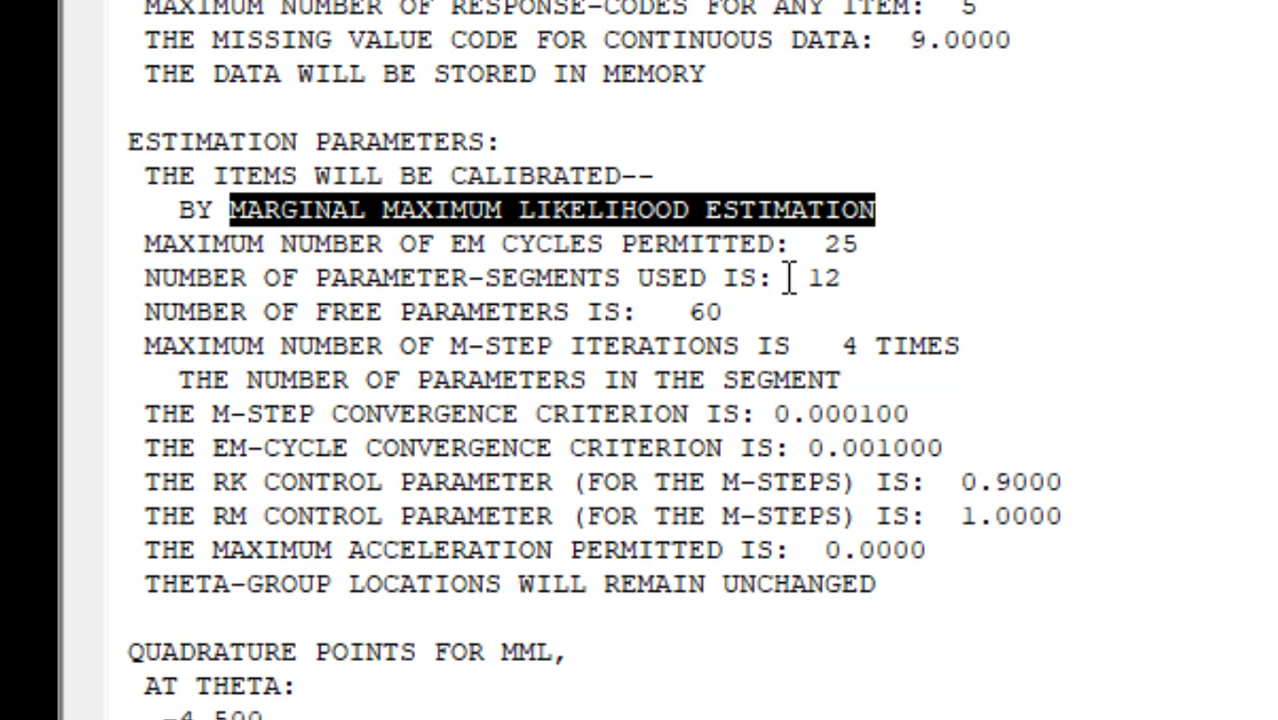 MAXIMUM NUMBER OF RESPONSE-CODES FOR ANY ITEM:  5
THE MISSING VALUE CODE FOR CONTINUOUS DATA:  9.0000
THE DATA WILL BE STORED IN MEMORY
ESTIMATION PARAMETERS:
THE ITEMS WILL BE CALIBRATED--
BY MARGINAL MAXIMUM LIKELIHOOD ESTIMATION
MAXIMUM NUMBER OF EM CYCLES PERMITTED:  25
NUMBER OF PARAMETER-SEGMENTS USED IS:  12
NUMBER OF FREE PARAMETERS IS:   60
MAXIMUM NUMBER OF M-STEP ITERATIONS IS   4 TIMES
THE NUMBER OF PARAMETERS IN THE SEGMENT
THE M-STEP CONVERGENCE CRITERION IS: 0.000100
THE EM-CYCLE CONVERGENCE CRITERION IS: 0.001000
THE RK CONTROL PARAMETER (FOR THE M-STEPS) IS:  0.9000
THE RM CONTROL PARAMETER (FOR THE M-STEPS) IS:  1.0000
THE MAXIMUM ACCELERATION PERMITTED IS:  0.0000
THETA-GROUP LOCATIONS WILL REMAIN UNCHANGED
QUADRATURE POINTS FOR MML,
AT THETA:
-4.500